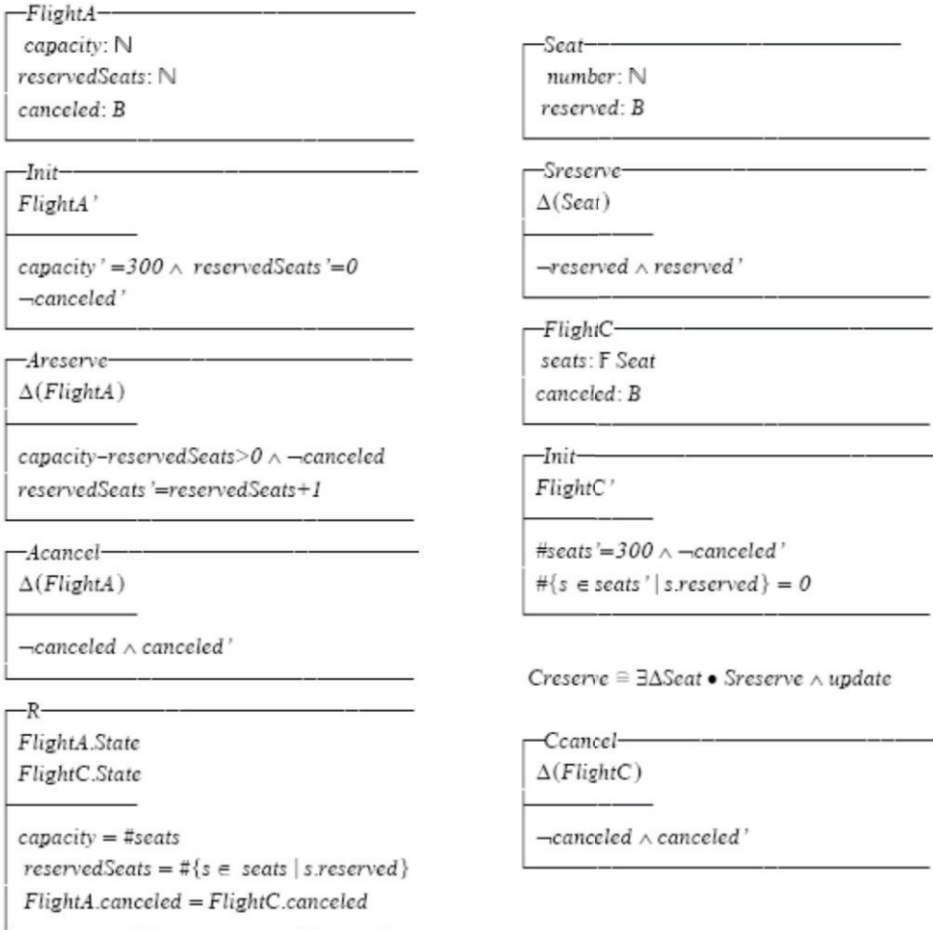 FlightA
capacity: ℕ
reservedSeats: ℕ
canceled: B
Init
FlightA'
capacity'=300 ∧ reservedSeats'=0
¬canceled'
Areserve
Δ(FlightA)
capacity–reservedSeats>0 ∧ ¬canceled
reservedSeats'=reservedSeats+1
Acancel
Δ(FlightA)
¬canceled ∧ canceled'
R
FlightA.State
FlightC.State
capacity = #seats
reservedSeats = #{s ∈ seats | s.reserved}
FlightA.canceled = FlightC.canceled
Seat
number: ℕ
reserved: B
Sreserve
Δ(Seat)
¬reserved ∧ reserved'
FlightC
seats: 𝔽 Seat
canceled: B
Init
FlightC'
#seats'=300 ∧ ¬canceled'
#{s ∈ seats' | s.reserved} = 0
Creserve ≙ ∃ΔSeat • Sreserve ∧ update
Ccancel
Δ(FlightC)
¬canceled ∧ canceled'